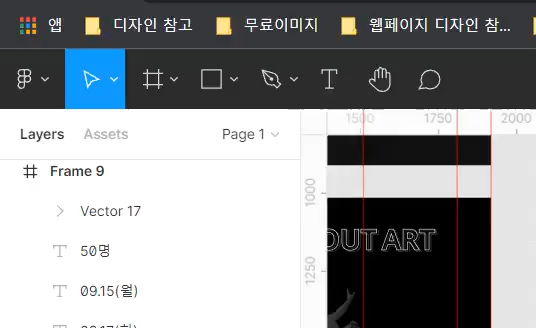 앱 디자인 참고 무료이미지 웹페이지 디자인 참...
Layers Assets Page 1
1500 1750 2000
Frame 9
1000
Vector 17
OUT ART
50명
1250
09.15(월)